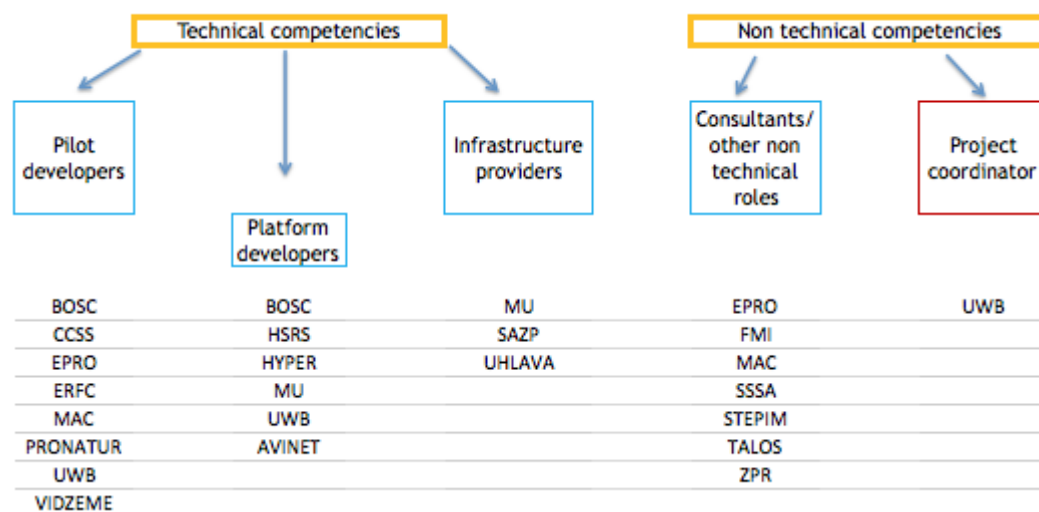 Technical competencies
Non technical competencies
Pilot
developers
Infrastructure
providers
Consultants/
other non
technical
roles
Project
coordinator
Platform
developers
BOSC BOSC MU EPRO UWB
CCSS HSRS SAZP FMI
EPRO HYPER UHLAVA MAC
ERFC MU SSSA
MAC UWB STEPIM
PRONATUR AVINET TALOS
UWB ZPR
VIDZEME